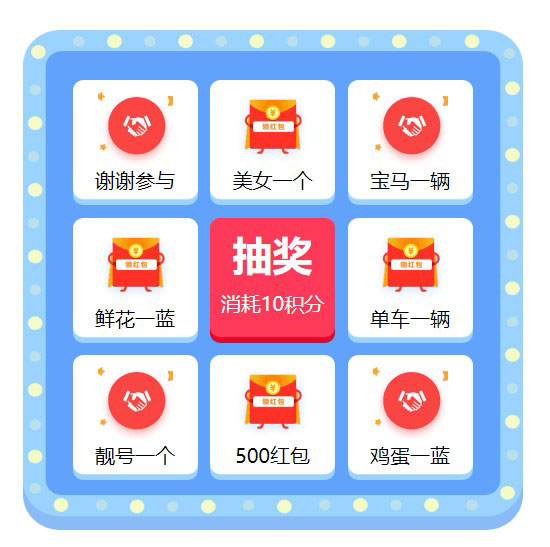 谢谢参与
领红包
美女一个
宝马一辆
领红包
鲜花一蓝
抽奖
消耗10积分
领红包
单车一辆
靓号一个
领红包
500红包
鸡蛋一蓝